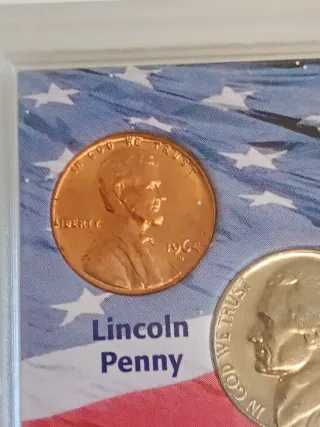 Lincoln
Penny
IN GOD WE TRUST
LIBERTY
IN GOD WE TRUST